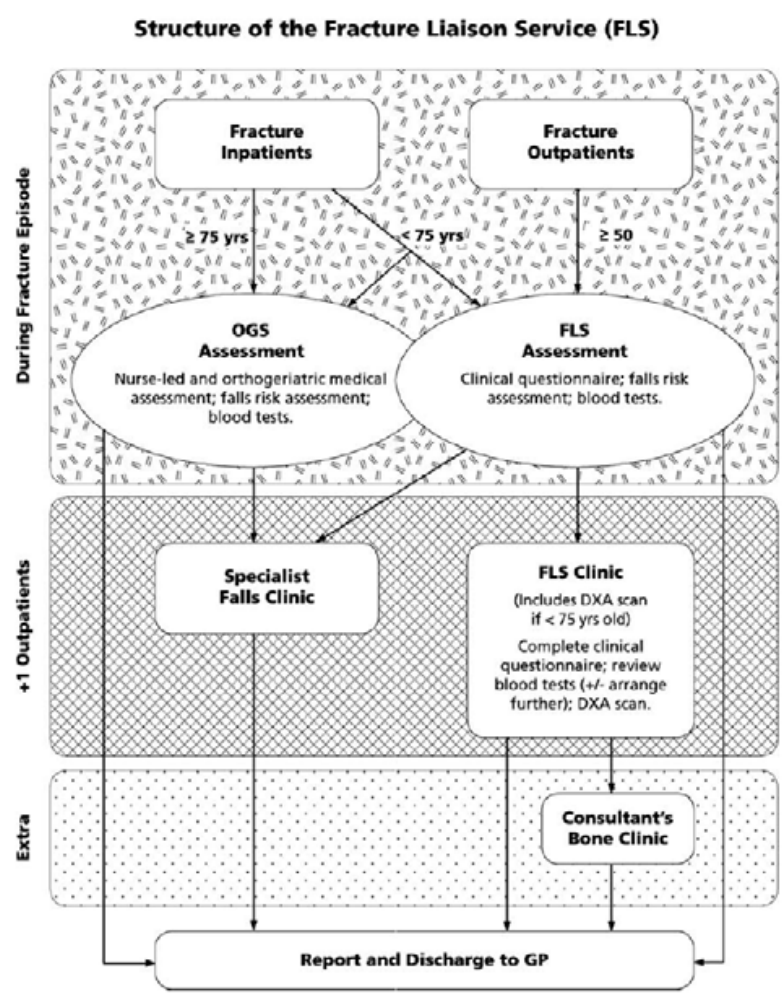 Structure of the Fracture Liaison Service (FLS)
During Fracture Episode
Fracture
Inpatients
Fracture
Outpatients
≥ 75 yrs
< 75 yrs
≥ 50
OGS
Assessment
Nurse-led and orthogeriatric medical
assessment; falls risk assessment;
blood tests.
FLS
Assessment
Clinical questionnaire; falls risk
assessment; blood tests.
+1 Outpatients
Specialist
Falls Clinic
FLS Clinic
(Includes DXA scan
if < 75 yrs old)
Complete clinical
questionnaire; review
blood tests (+/- arrange
further); DXA scan.
Extra
Consultant's
Bone Clinic
Report and Discharge to GP